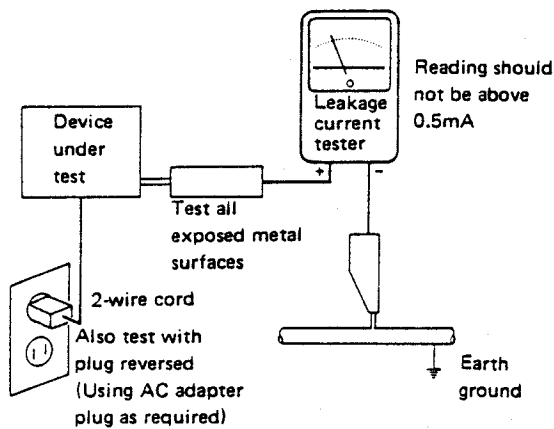 Device
under
test
Leakage
current
tester
+ -
Reading should
not be above
0.5mA
Test all
exposed metal
surfaces
2-wire cord
Also test with
plug reversed
(Using AC adapter
plug as required)
Earth
ground